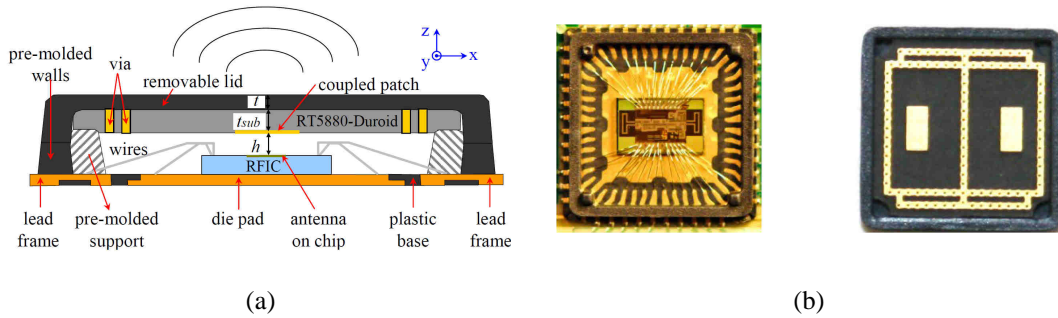 pre-molded
walls
via
removable lid
coupled patch
z
y
x
t
tsub
RT5880-Duroid
wires
h
RFIC
lead
frame
pre-molded
support
die pad
antenna
on chip
plastic
base
lead
frame
(a)
(b)